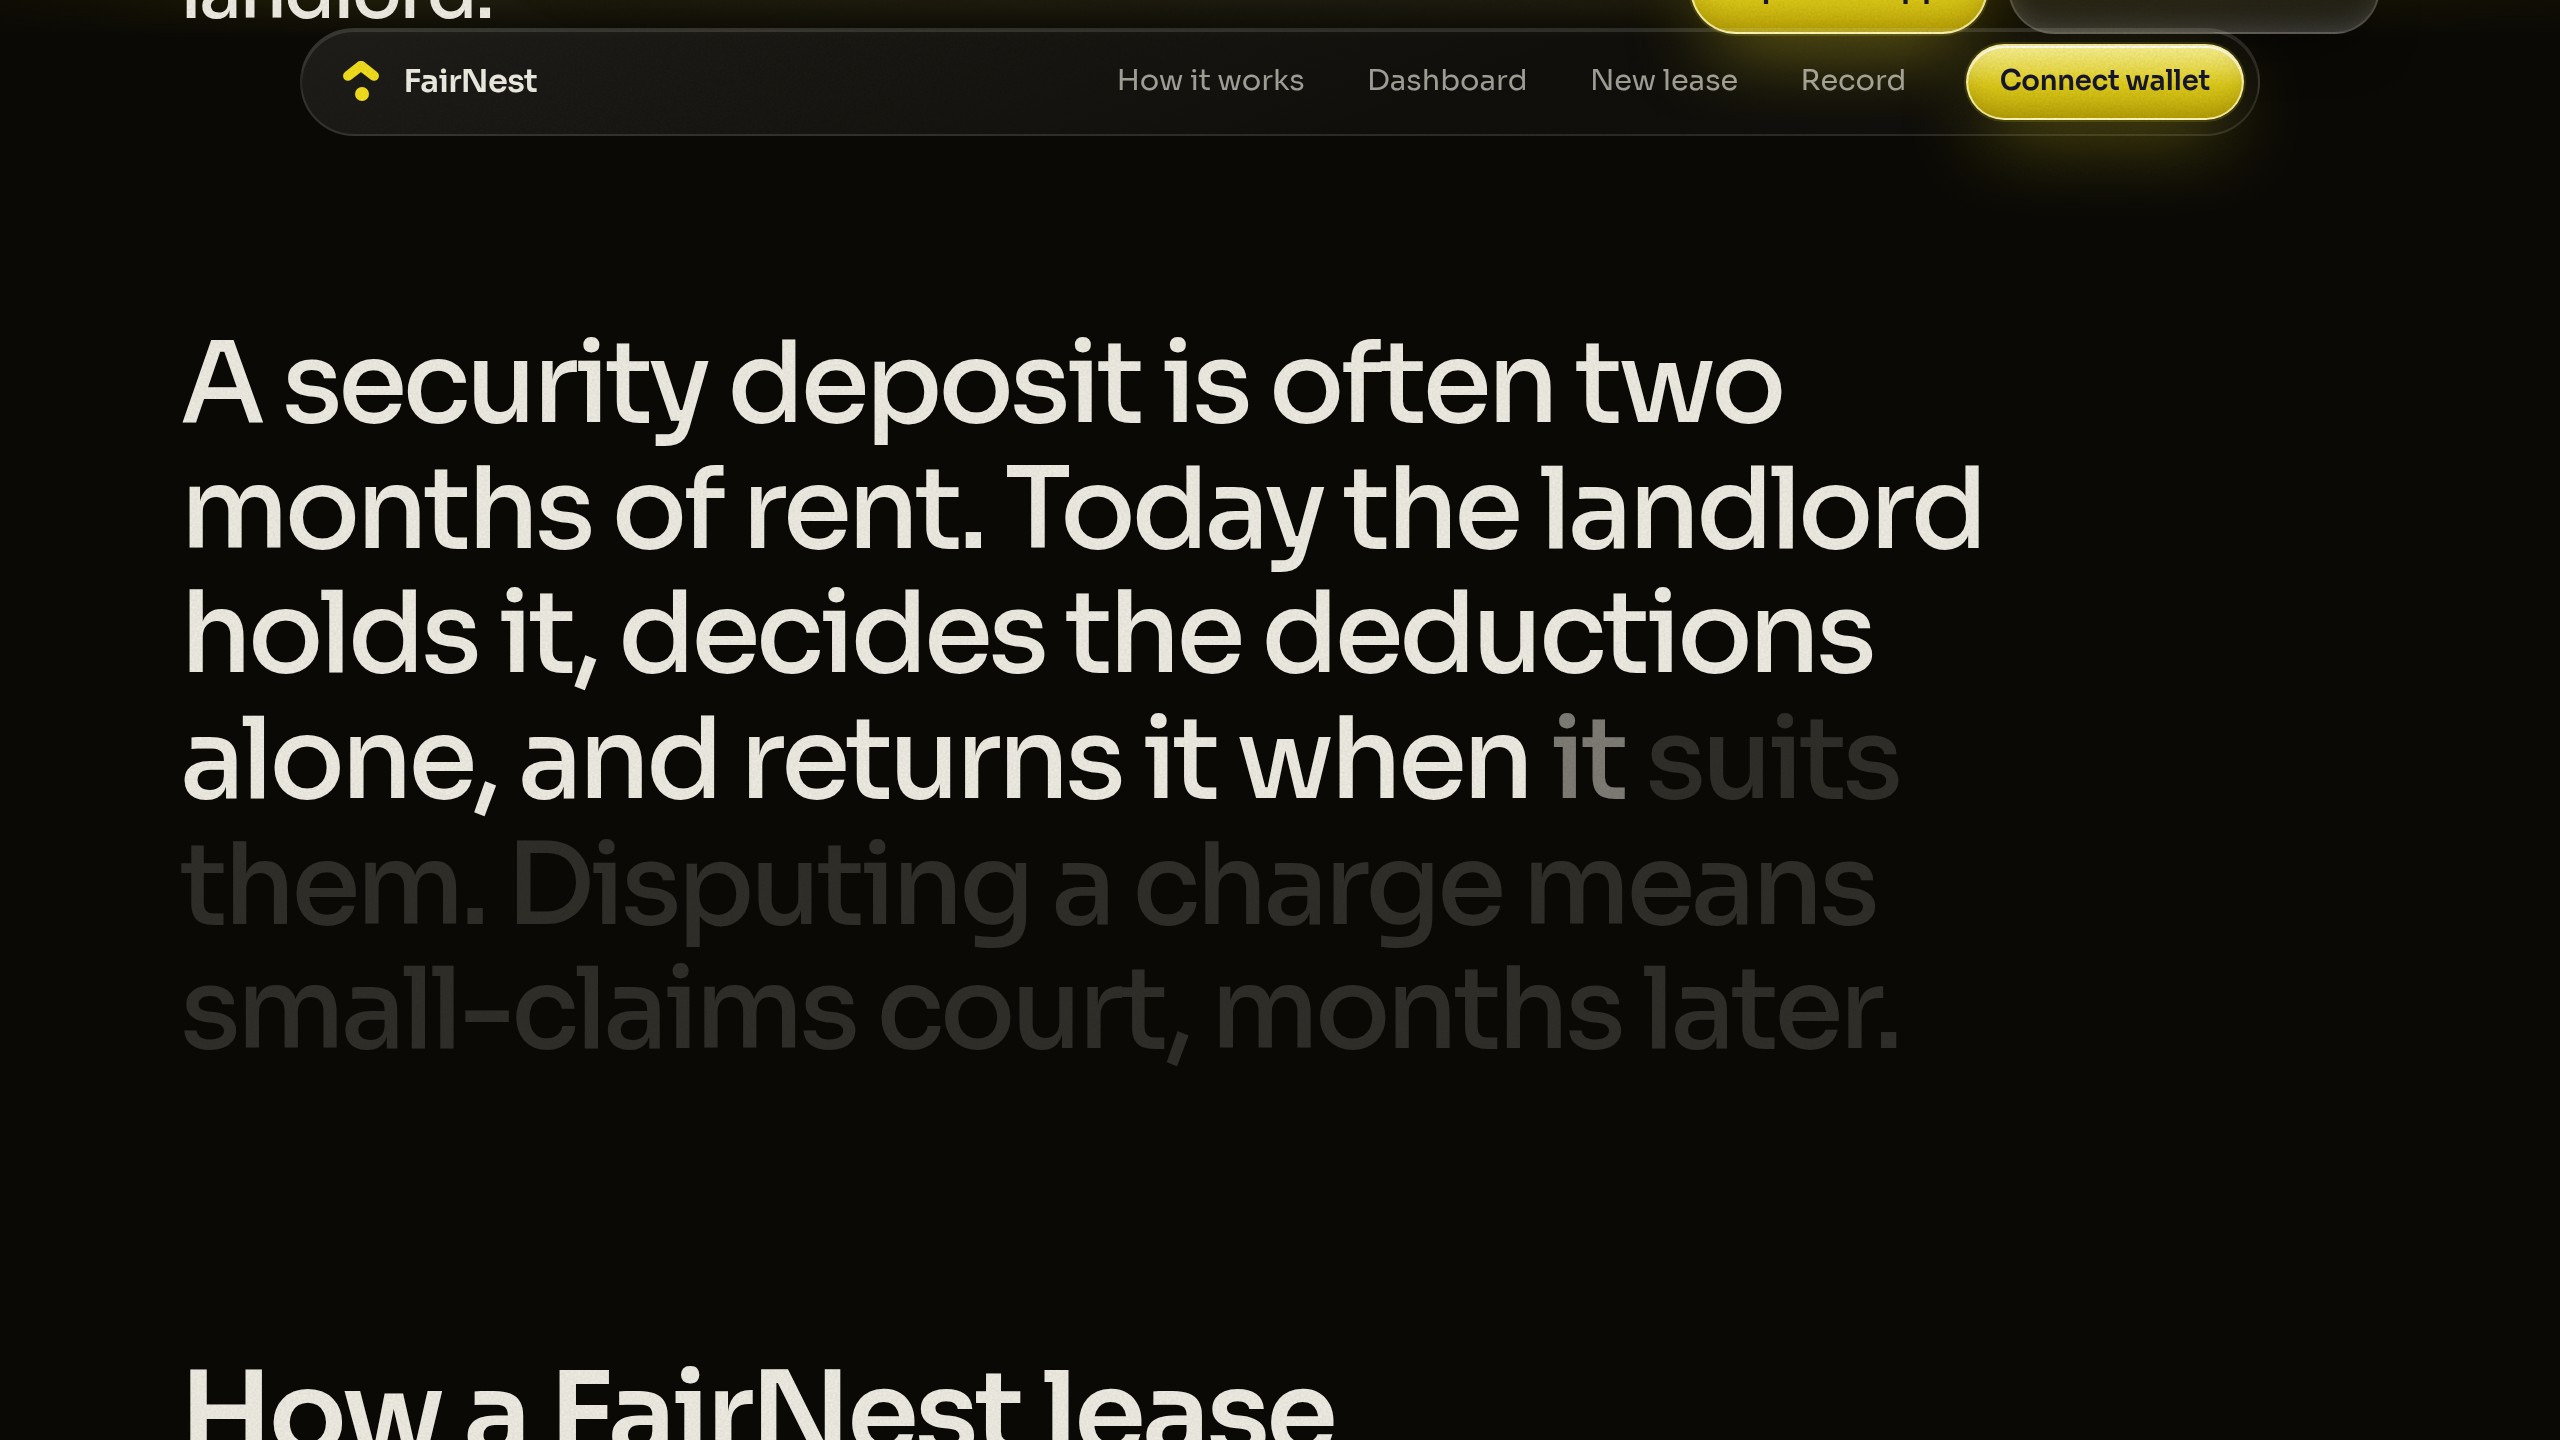 landlord.
FairNest
How it works
Dashboard
New lease
Record
Connect wallet
A security deposit is often two
months of rent. Today the landlord
holds it, decides the deductions
alone, and returns it when it suits
them. Disputing a charge means
small-claims court, months later.
How a FairNest lease